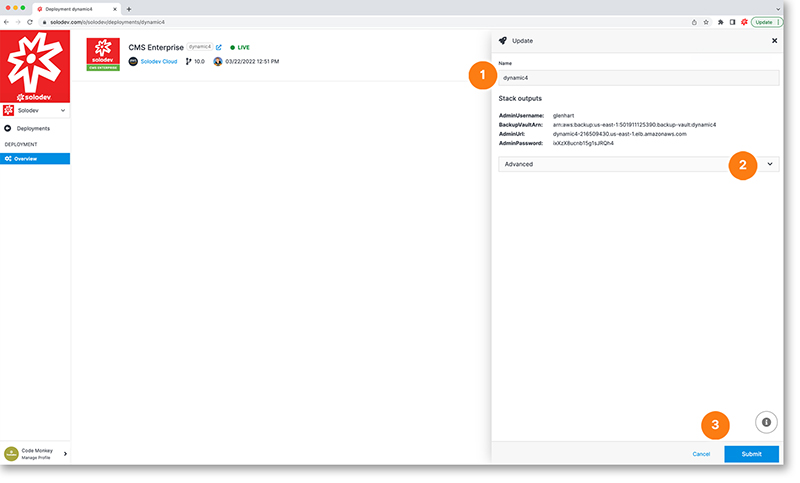 Deployment dynamic4
solodev.com/o/solodev/deployments/dynamic4
Update
solodev
Solodev
Deployments
DEPLOYMENT
Overview
Code Monkey
Manage Profile
solodev
CMS ENTERPRISE
CMS Enterprise dynamic4 LIVE
Solodev Cloud 10.0 03/22/2022 12:51 PM
Update
Name
1
dynamic4
Stack outputs
AdminUsername: glenhart
BackupVaultArn: arn:aws:backup:us-east-1:501911125390:backup-vault:dynamic4
AdminUrl: dynamic4-216509430.us-east-1.elb.amazonaws.com
AdminPassword: ixXzX8ucnb15g1sJRQh4
Advanced
2
3
Cancel
Submit